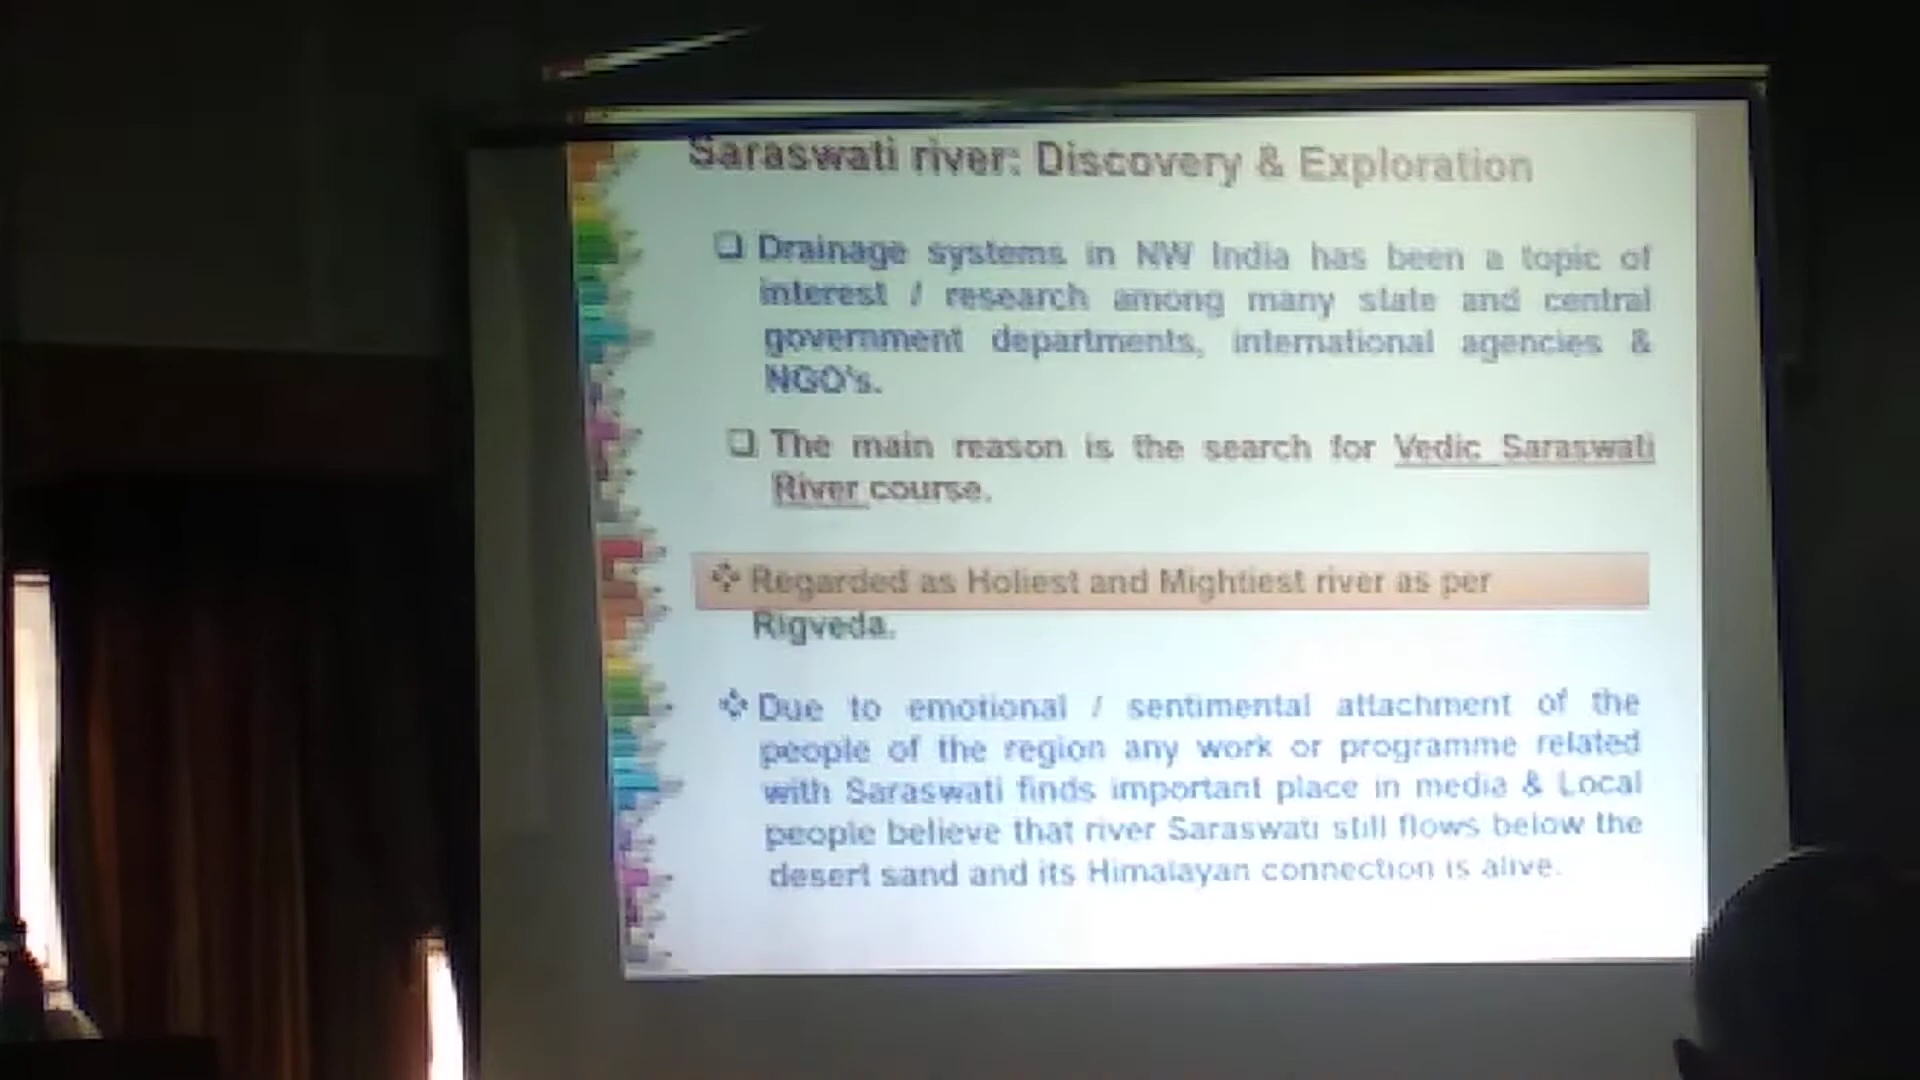 Saraswati river: Discovery & Exploration
❑ Drainage systems in NW India has been a topic of
interest / research among many state and central
government departments, international agencies &
NGO's.
❑ The main reason is the search for Vedic Saraswati
River course.
❖ Regarded as Holiest and Mightiest river as per
Rigveda.
❖ Due to emotional / sentimental attachment of the
people of the region any work or programme related
with Saraswati finds important place in media & Local
people believe that river Saraswati still flows below the
desert sand and its Himalayan connection is alive.